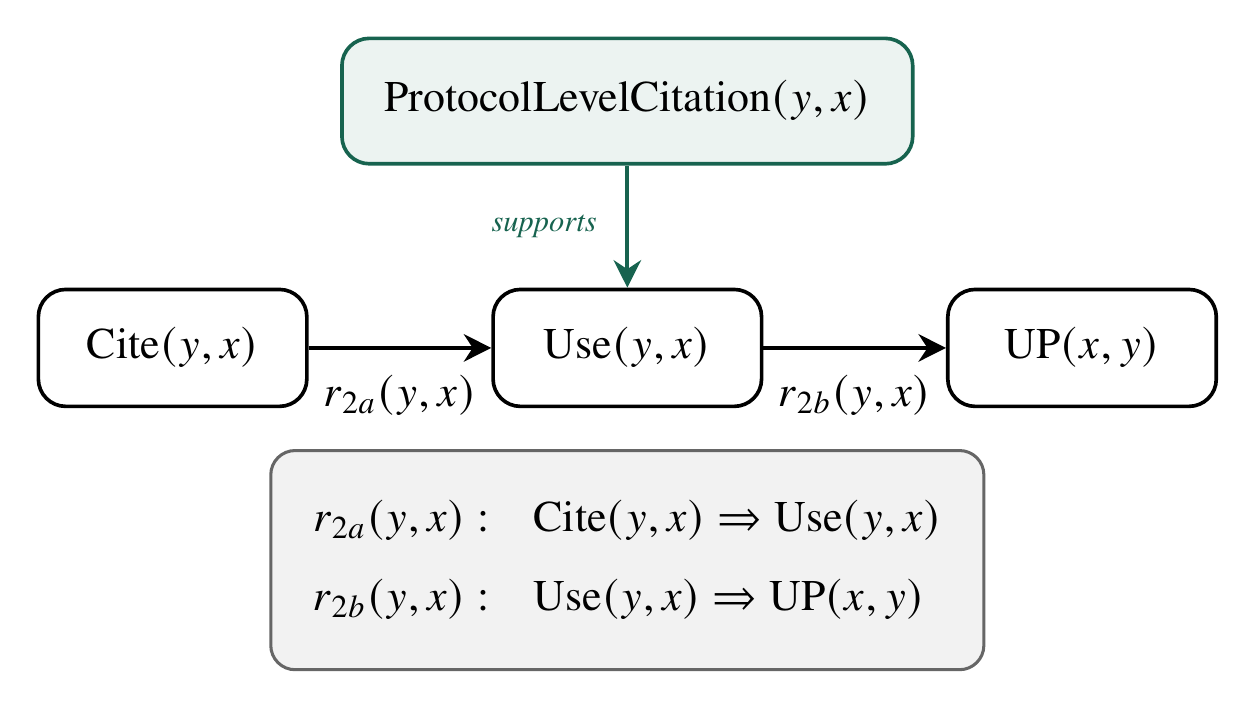 ProtocolLevelCitation(y, x)
supports
Cite(y, x)
r₂ₐ(y, x)
Use(y, x)
r₂b(y, x)
UP(x, y)
r₂ₐ(y, x) : Cite(y, x) ⇒ Use(y, x)
r₂b(y, x) : Use(y, x) ⇒ UP(x, y)